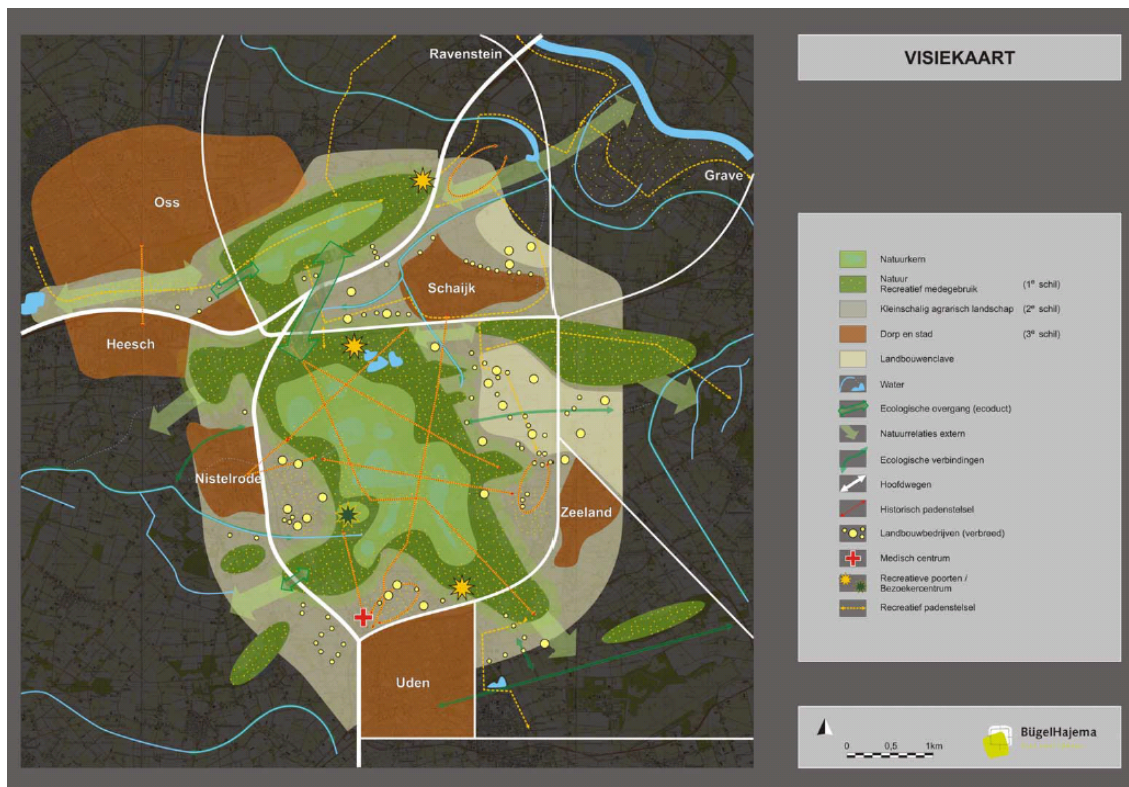 VISIEKAART
Ravenstein
Grave
Oss
Schaijk
Heesch
Nistelrode
Zeeland
Uden
Natuurkern
Natuur
Recreatief medegebruik (1e schil)
Kleinschalig agrarisch landschap (2e schil)
Dorp en stad (3e schil)
Landbouwenclave
Water
Ecologische overgang (ecoduct)
Natuurrelaties extern
Ecologische verbindingen
Hoofdwegen
Historisch padenstelsel
Landbouwbedrijven (verbreed)
Medisch centrum
Recreatieve poorten /
Bezoekercentrum
Recreatief padenstelsel
0 0,5 1km
BügelHajema